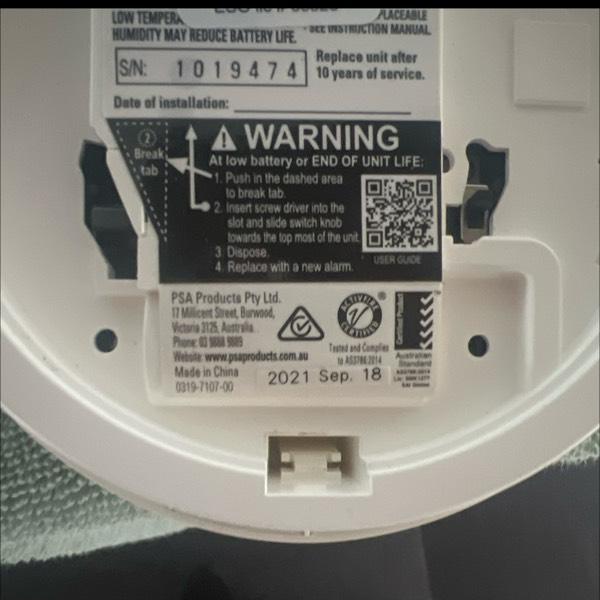 LOW TEMPERA
PLACEABLE
HUMIDITY MAY REDUCE BATTERY LIFE.
* SEE INSTRUCTION MANUAL
S/N: 1019474
Replace unit after
10 years of service.
Date of installation:
2
Break
tab
WARNING
At low battery or END OF UNIT LIFE:
1. Push in the dashed area
to break tab.
2. Insert screw driver into the
slot and slide switch knob
towards the top most of the unit.
3. Dispose.
4. Replace with a new alarm.
USER GUIDE
PSA Products Pty Ltd.
17 Millicent Street, Burwood,
Victoria 3125, Australia
Phone: 03 9888 9889
Website: www.psaproducts.com.au
Made in China
0319-7107-00
ACTIVFIRE
CERTIFIED
®
Tested and Complies
to AS3786:2014
2021 Sep. 18
Certified Product
Australian
Standard
AS3786:2014